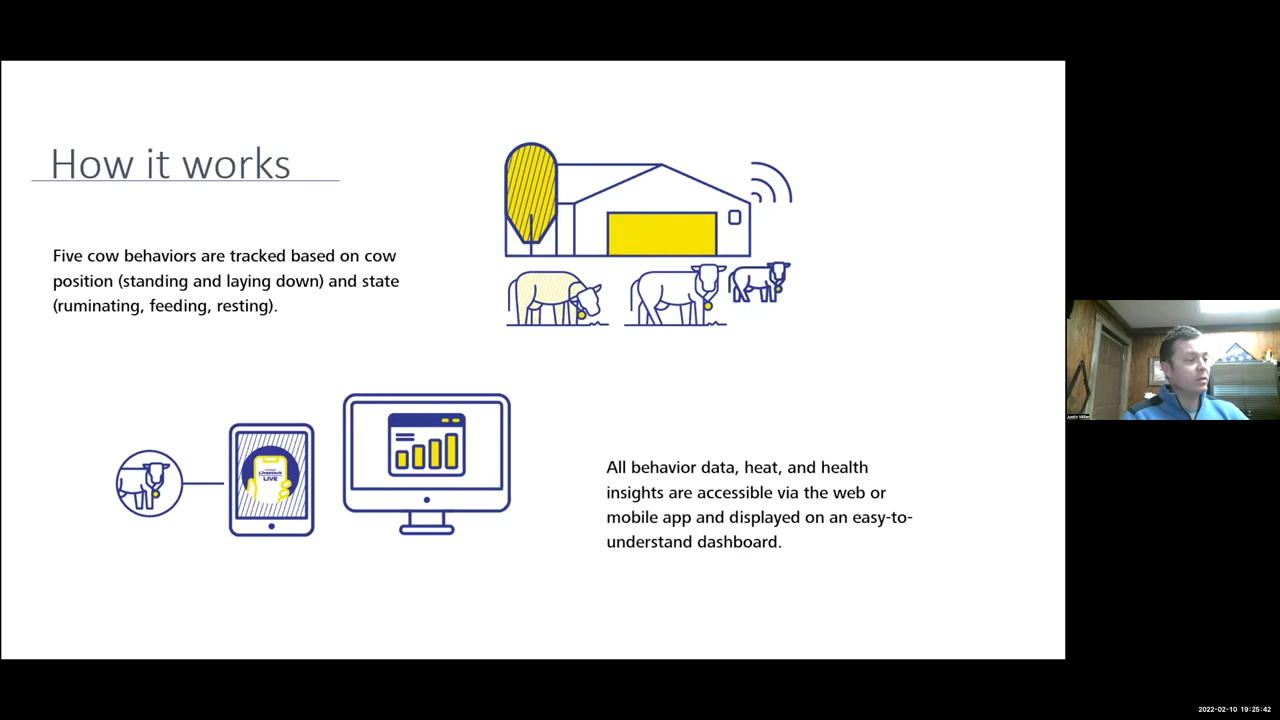 How it works
Five cow behaviors are tracked based on cow
position (standing and laying down) and state
(ruminating, feeding, resting).
Livestock
LIVE
All behavior data, heat, and health
insights are accessible via the web or
mobile app and displayed on an easy-to-
understand dashboard.
2022-02-10 19:25:42